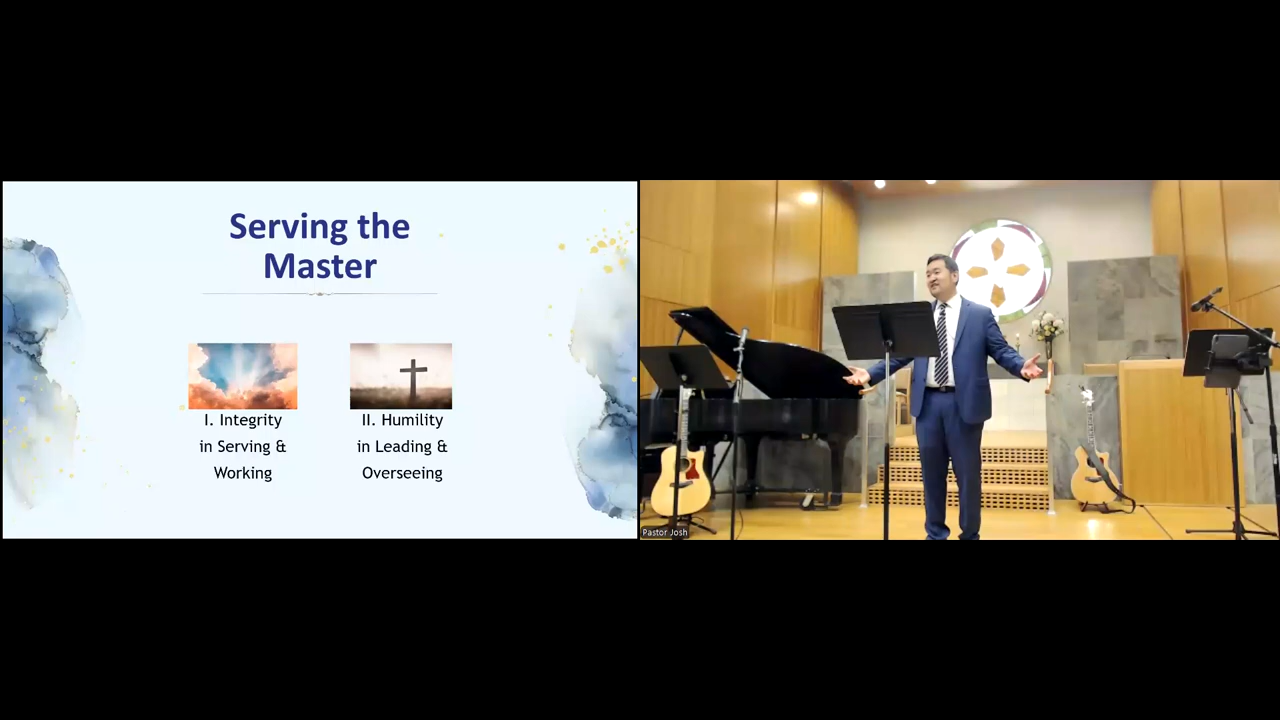 Serving the
Master
I. Integrity
in Serving &
Working
II. Humility
in Leading &
Overseeing
Pastor Josh